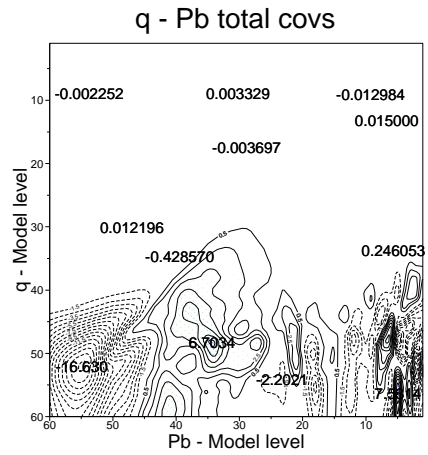 q - Pb total covs
10
-0.002252 0.003329 -0.012984
0.015000
-0.003697
20
30
0.012196 0.5
-0.428570 0.246053
40
6.7034
50
-16.630
-2.2021
60
60 50 40 30 20 10
q - Model level
Pb - Model level